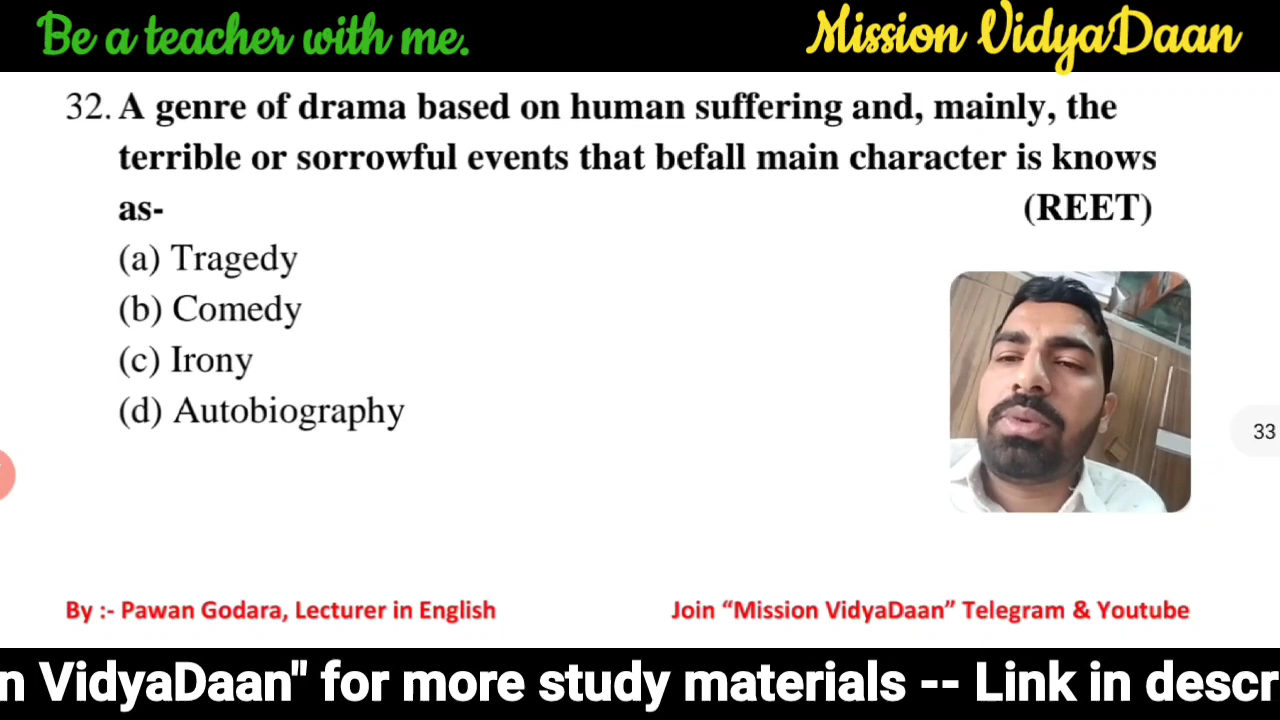 Be a teacher with me.
Mission VidyaDaan
32. A genre of drama based on human suffering and, mainly, the
terrible or sorrowful events that befall main character is knows
as- (REET)
(a) Tragedy
(b) Comedy
(c) Irony
(d) Autobiography
33
By :- Pawan Godara, Lecturer in English
Join “Mission VidyaDaan” Telegram & Youtube
n VidyaDaan" for more study materials -- Link in descr